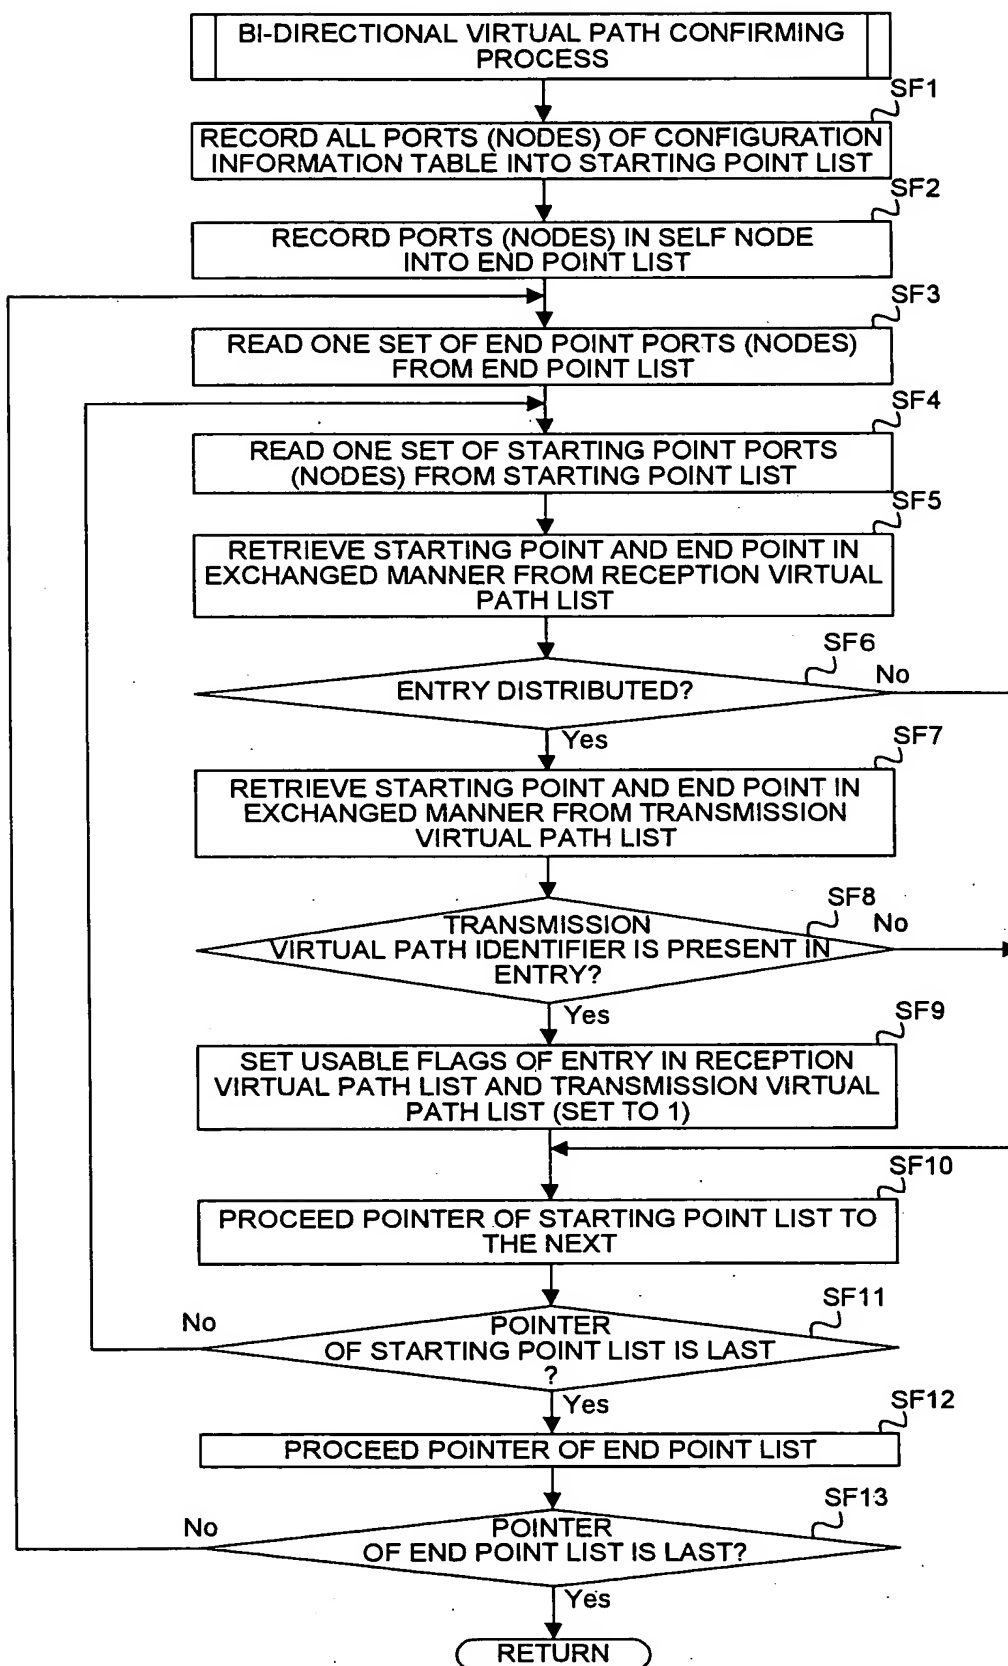 BI-DIRECTIONAL VIRTUAL PATH CONFIRMING
PROCESS
SF1
RECORD ALL PORTS (NODES) OF CONFIGURATION
INFORMATION TABLE INTO STARTING POINT LIST
SF2
RECORD PORTS (NODES) IN SELF NODE
INTO END POINT LIST
SF3
READ ONE SET OF END POINT PORTS (NODES)
FROM END POINT LIST
SF4
READ ONE SET OF STARTING POINT PORTS
(NODES) FROM STARTING POINT LIST
SF5
RETRIEVE STARTING POINT AND END POINT IN
EXCHANGED MANNER FROM RECEPTION VIRTUAL
PATH LIST
SF6
ENTRY DISTRIBUTED?
No
Yes
SF7
RETRIEVE STARTING POINT AND END POINT IN
EXCHANGED MANNER FROM TRANSMISSION
VIRTUAL PATH LIST
SF8
TRANSMISSION
VIRTUAL PATH IDENTIFIER IS PRESENT IN
ENTRY?
No
Yes
SF9
SET USABLE FLAGS OF ENTRY IN RECEPTION
VIRTUAL PATH LIST AND TRANSMISSION VIRTUAL
PATH LIST (SET TO 1)
SF10
PROCEED POINTER OF STARTING POINT LIST TO
THE NEXT
SF11
POINTER
OF STARTING POINT LIST IS LAST
?
No
Yes
SF12
PROCEED POINTER OF END POINT LIST
SF13
POINTER
OF END POINT LIST IS LAST?
No
Yes
RETURN